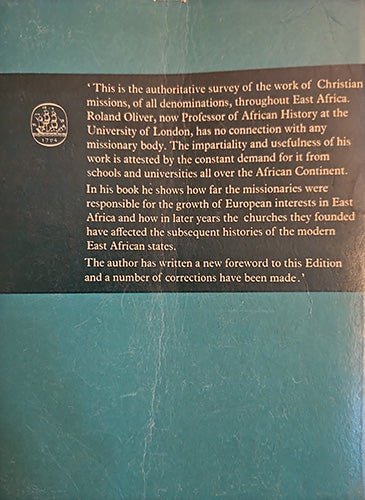 'This is the authoritative survey of the work of Christian
missions, of all denominations, throughout East Africa.
Roland Oliver, now Professor of African History at the
University of London, has no connection with any
missionary body. The impartiality and usefulness of his
work is attested by the constant demand for it from
schools and universities all over the African Continent.
In his book he shows how far the missionaries were
responsible for the growth of European interests in East
Africa and how in later years the churches they founded
have affected the subsequent histories of the modern
East African states.
The author has written a new foreword to this Edition
and a number of corrections have been made.'
1724